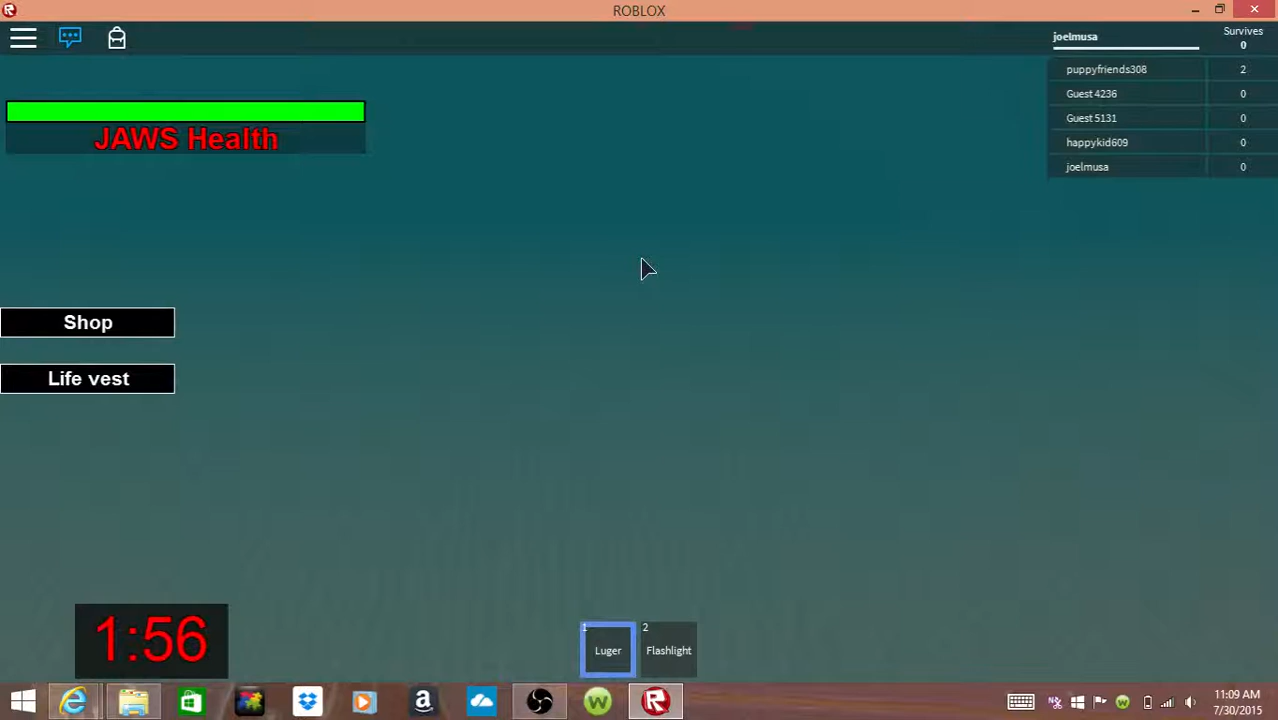 ROBLOX
joelmusa
Survives
0
puppyfriends308 2
Guest 4236 0
Guest 5131 0
happykid609 0
joelmusa 0
JAWS Health
Shop
Life vest
1:56
1
Luger
2
Flashlight
11:09 AM
7/30/2015